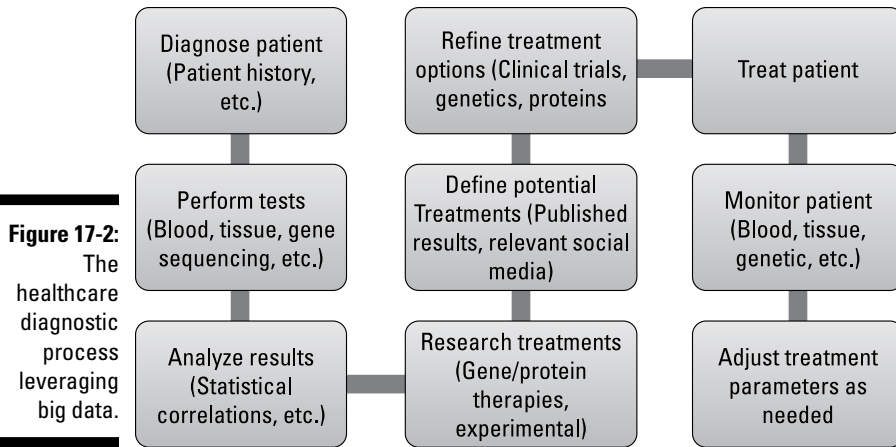 Diagnose patient
(Patient history,
etc.)
Perform tests
(Blood, tissue, gene
sequencing, etc.)
Analyze results
(Statistical
correlations, etc.)
Research treatments
(Gene/protein
therapies,
experimental)
Define potential
Treatments (Published
results, relevant social
media)
Refine treatment
options (Clinical trials,
genetics, proteins
Treat patient
Monitor patient
(Blood, tissue,
genetic, etc.)
Adjust treatment
parameters as
needed
Figure 17-2:
The
healthcare
diagnostic
process
leveraging
big data.